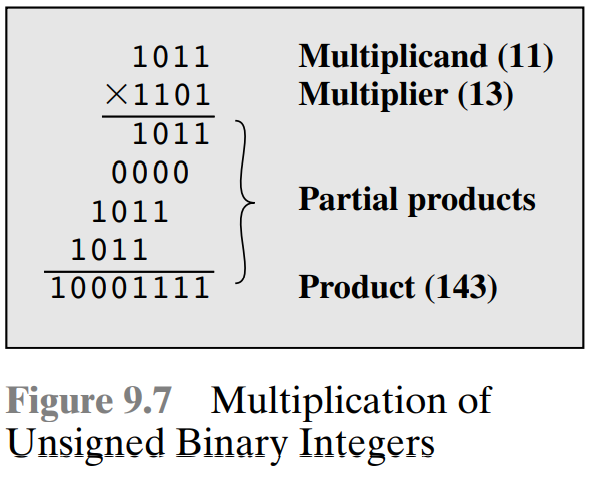 1011 Multiplicand (11)
×1101 Multiplier (13)
1011
0000
Partial products
1011
1011
10001111 Product (143)
Figure 9.7 Multiplication of
Unsigned Binary Integers